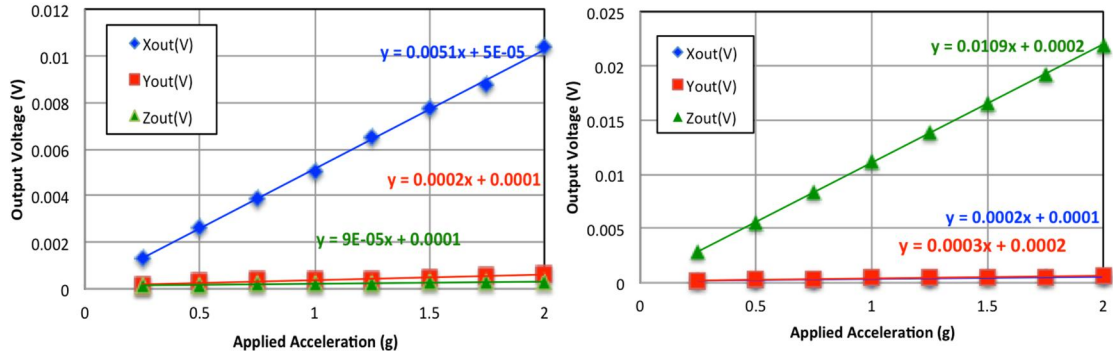 0.012
0.01
0.008
0.006
0.004
0.002
0
Output Voltage (V)
Xout(V)
Yout(V)
Zout(V)
y = 0.0051x + 5E-05
y = 0.0002x + 0.0001
y = 9E-05x + 0.0001
0 0.5 1 1.5 2
Applied Acceleration (g)
0.025
0.02
0.015
0.01
0.005
0
Output Voltage (V)
Xout(V)
Yout(V)
Zout(V)
y = 0.0109x + 0.0002
y = 0.0002x + 0.0001
y = 0.0003x + 0.0002
0 0.5 1 1.5 2
Applied Acceleration (g)